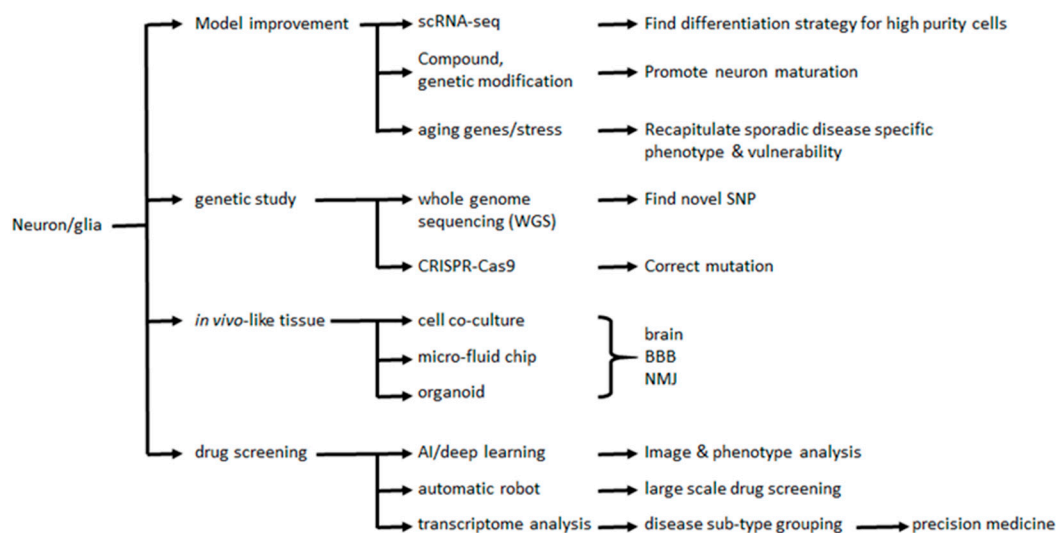 Model improvement
scRNA-seq
Find differentiation strategy for high purity cells
Compound,
genetic modification
Promote neuron maturation
aging genes/stress
Recapitulate sporadic disease specific
phenotype & vulnerability
genetic study
whole genome
sequencing (WGS)
Find novel SNP
Neuron/glia
CRISPR-Cas9
Correct mutation
in vivo-like tissue
cell co-culture
micro-fluid chip
organoid
brain
BBB
NMJ
drug screening
AI/deep learning
Image & phenotype analysis
automatic robot
large scale drug screening
transcriptome analysis
disease sub-type grouping
precision medicine